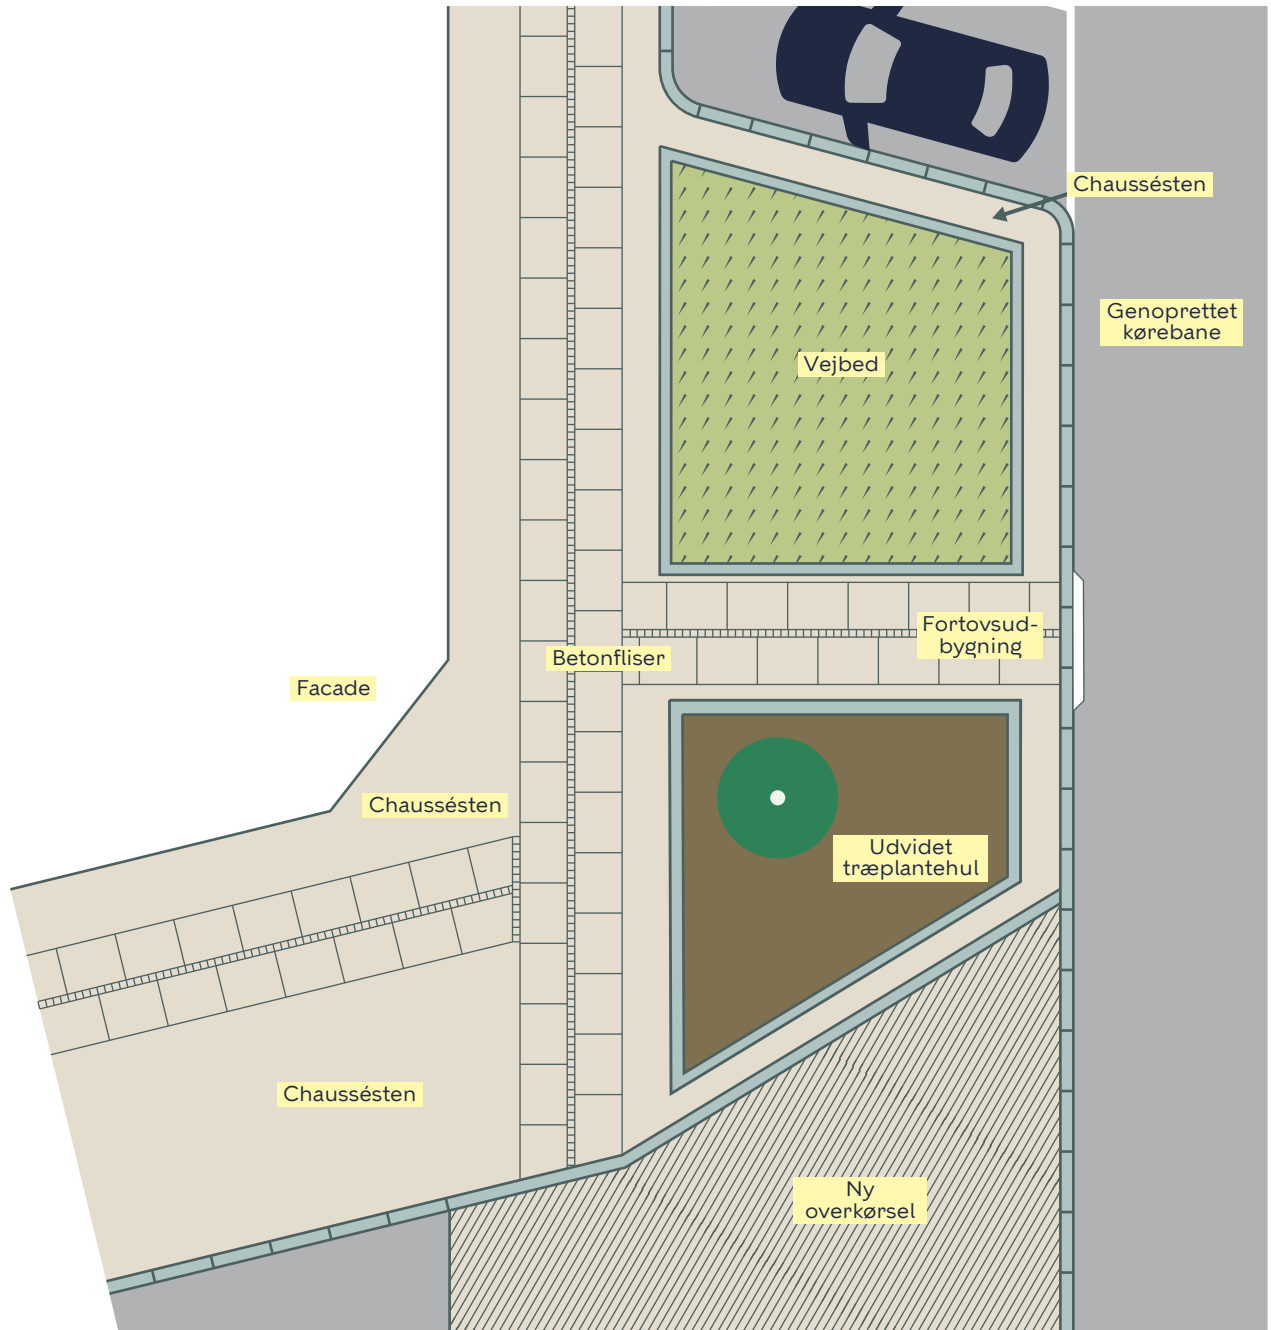 Chaussésten
Genoprettet
kørebane
Vejbed
Fortovsud-
bygning
Betonfliser
Facade
Chaussésten
Udvidet
træplantehul
Chaussésten
Ny
overkørsel